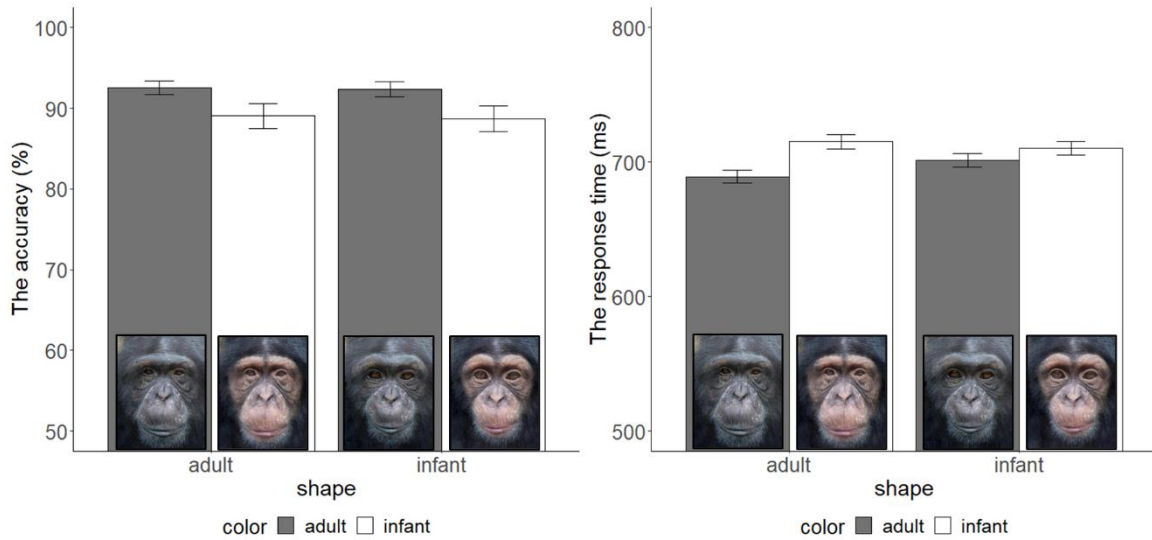 The accuracy (%)
100
90
80
70
60
50
adult infant
shape
color adult infant
The response time (ms)
800
700
600
500
adult infant
shape
color adult infant